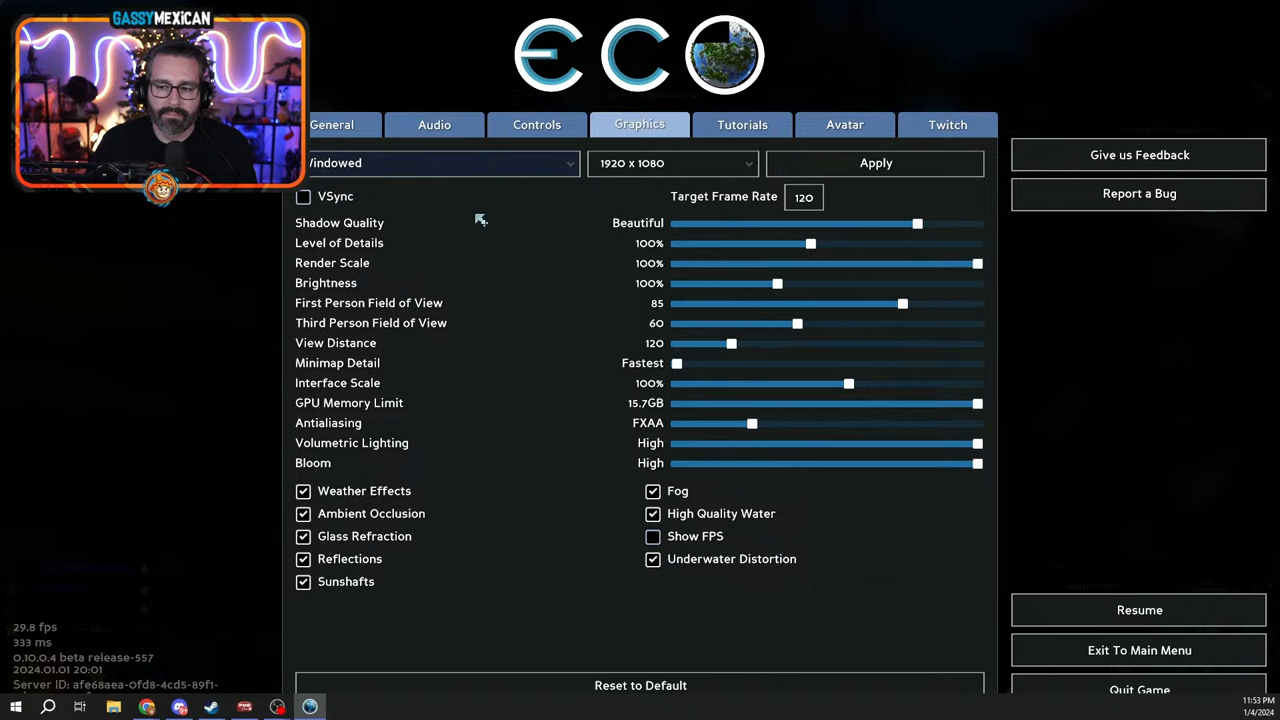 GASSYMEXICAN
ECO
General
Audio
Controls
Graphics
Tutorials
Avatar
Twitch
Windowed
1920 x 1080
Apply
VSync
Target Frame Rate 120
Shadow Quality Beautiful
Level of Details 100%
Render Scale 100%
Brightness 100%
First Person Field of View 85
Third Person Field of View 60
View Distance 120
Minimap Detail Fastest
Interface Scale 100%
GPU Memory Limit 15.7GB
Antialiasing FXAA
Volumetric Lighting High
Bloom High
Weather Effects
Fog
Ambient Occlusion
High Quality Water
Glass Refraction
Show FPS
Reflections
Underwater Distortion
Sunshafts
Reset to Default
Give us Feedback
Report a Bug
Resume
Exit To Main Menu
Quit Game
29.8 fps
333 ms
0.10.0.4 beta release-557
2024.01.01 20:01
Server ID: afe68aea-0fd8-4cd5-89f1-
11:53 PM
1/4/2024